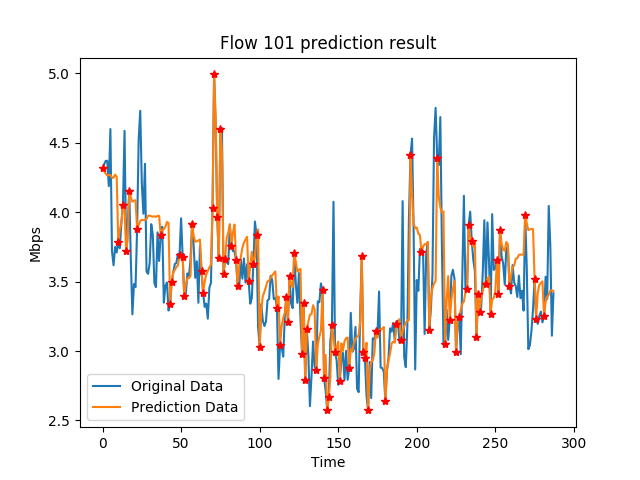 Flow 101 prediction result
Mbps
5.0
4.5
4.0
3.5
3.0
2.5
Original Data
Prediction Data
0 50 100 150 200 250 300
Time